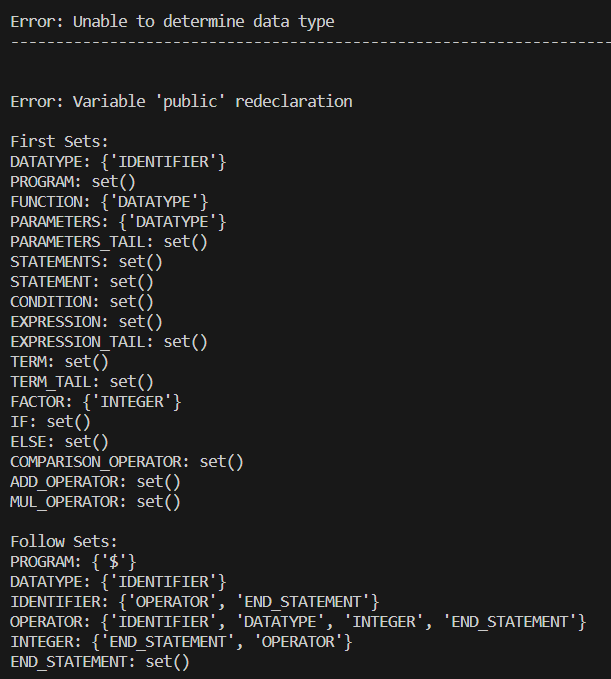 Error: Unable to determine data type
-------------------------------------------------------------------
Error: Variable 'public' redeclaration
First Sets:
DATATYPE: {'IDENTIFIER'}
PROGRAM: set()
FUNCTION: {'DATATYPE'}
PARAMETERS: {'DATATYPE'}
PARAMETERS_TAIL: set()
STATEMENTS: set()
STATEMENT: set()
CONDITION: set()
EXPRESSION: set()
EXPRESSION_TAIL: set()
TERM: set()
TERM_TAIL: set()
FACTOR: {'INTEGER'}
IF: set()
ELSE: set()
COMPARISON_OPERATOR: set()
ADD_OPERATOR: set()
MUL_OPERATOR: set()
Follow Sets:
PROGRAM: {'$'}
DATATYPE: {'IDENTIFIER'}
IDENTIFIER: {'OPERATOR', 'END_STATEMENT'}
OPERATOR: {'IDENTIFIER', 'DATATYPE', 'INTEGER', 'END_STATEMENT'}
INTEGER: {'END_STATEMENT', 'OPERATOR'}
END_STATEMENT: set()